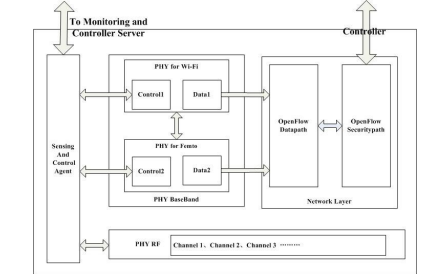 To Monitoring and
Controller Server
Controller
PHY for Wi-Fi
Control1
Data1
Sensing
And
Control
Agent
PHY for Femto
Control2
Data2
PHY BaseBand
OpenFlow
Datapath
OpenFlow
Securitypath
Network Layer
PHY RF
Channel 1、Channel 2、Channel 3 ………